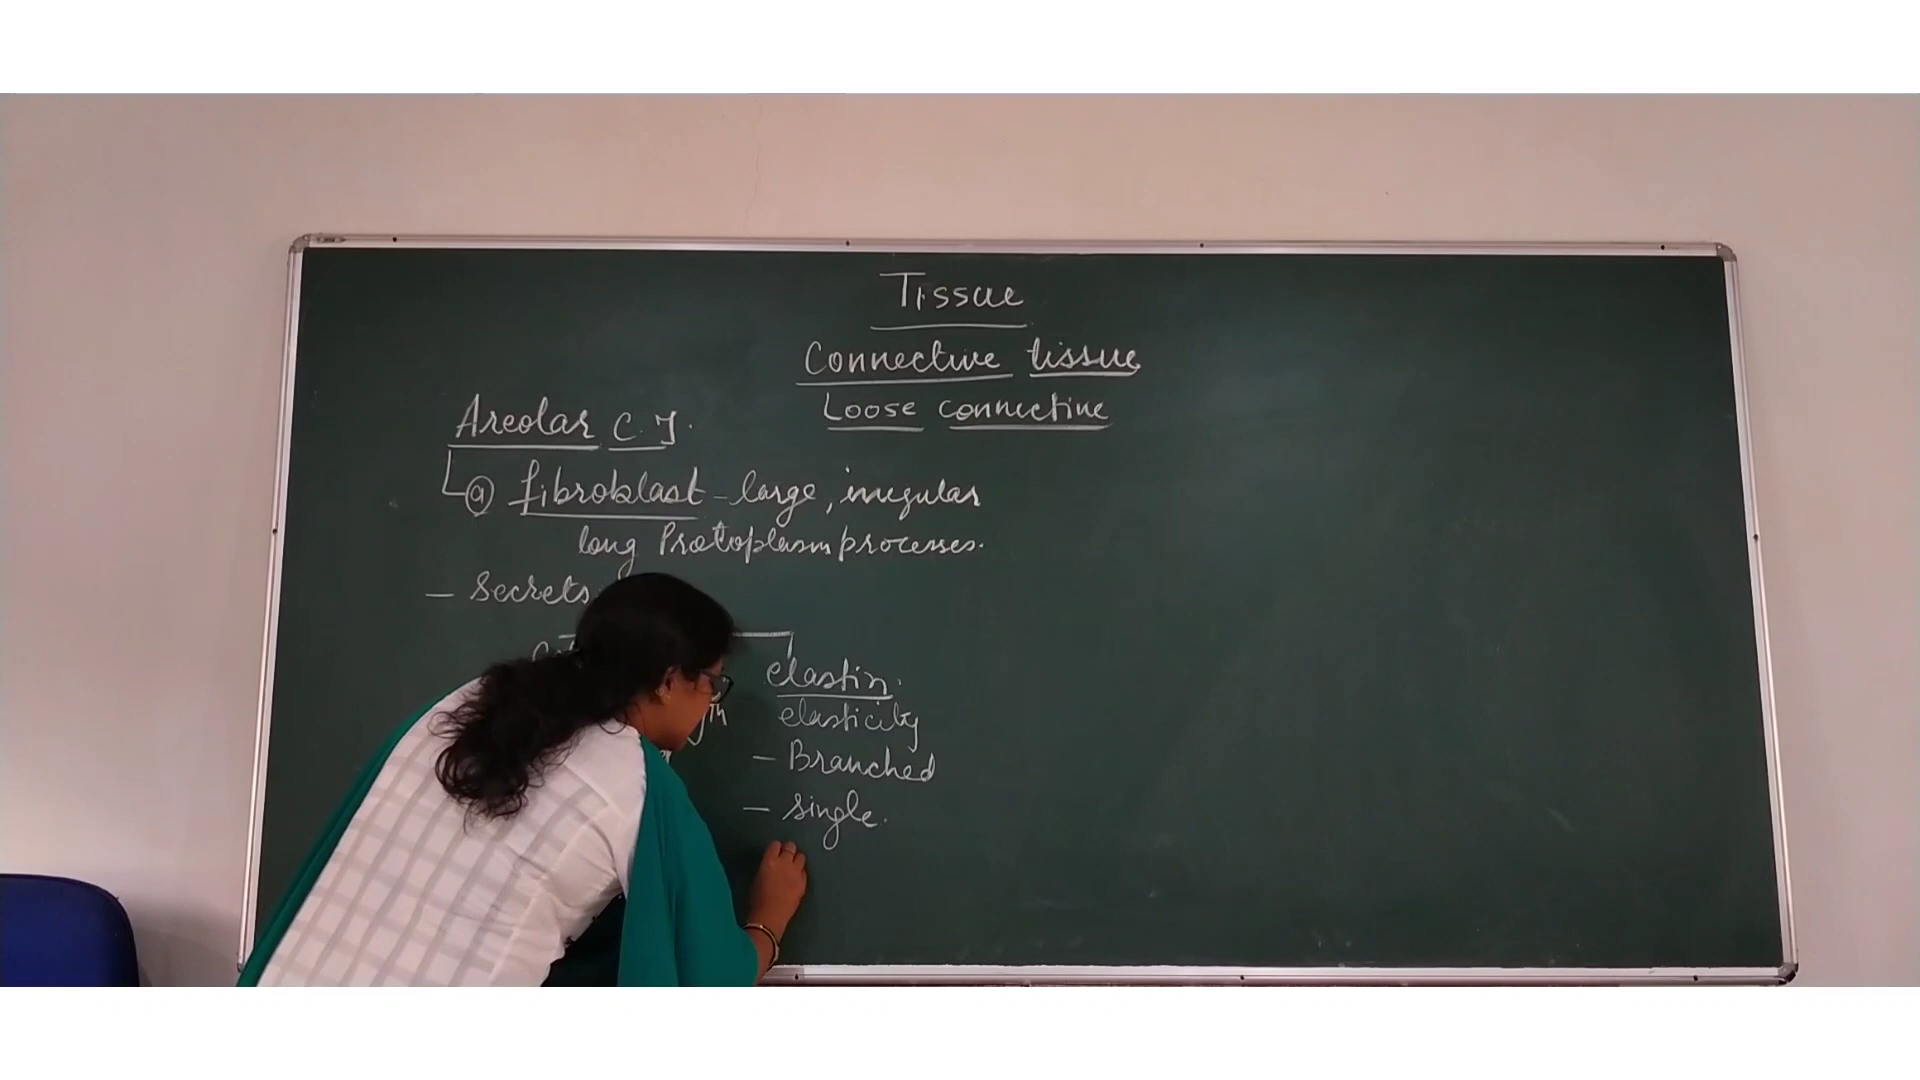 Tissue
Connective tissue
Loose connective
Areolar C.T.
(a) fibroblast - large, irregular
long Protoplasm processes.
- Secrets
elastin.
elasticity
- Branched
- single.